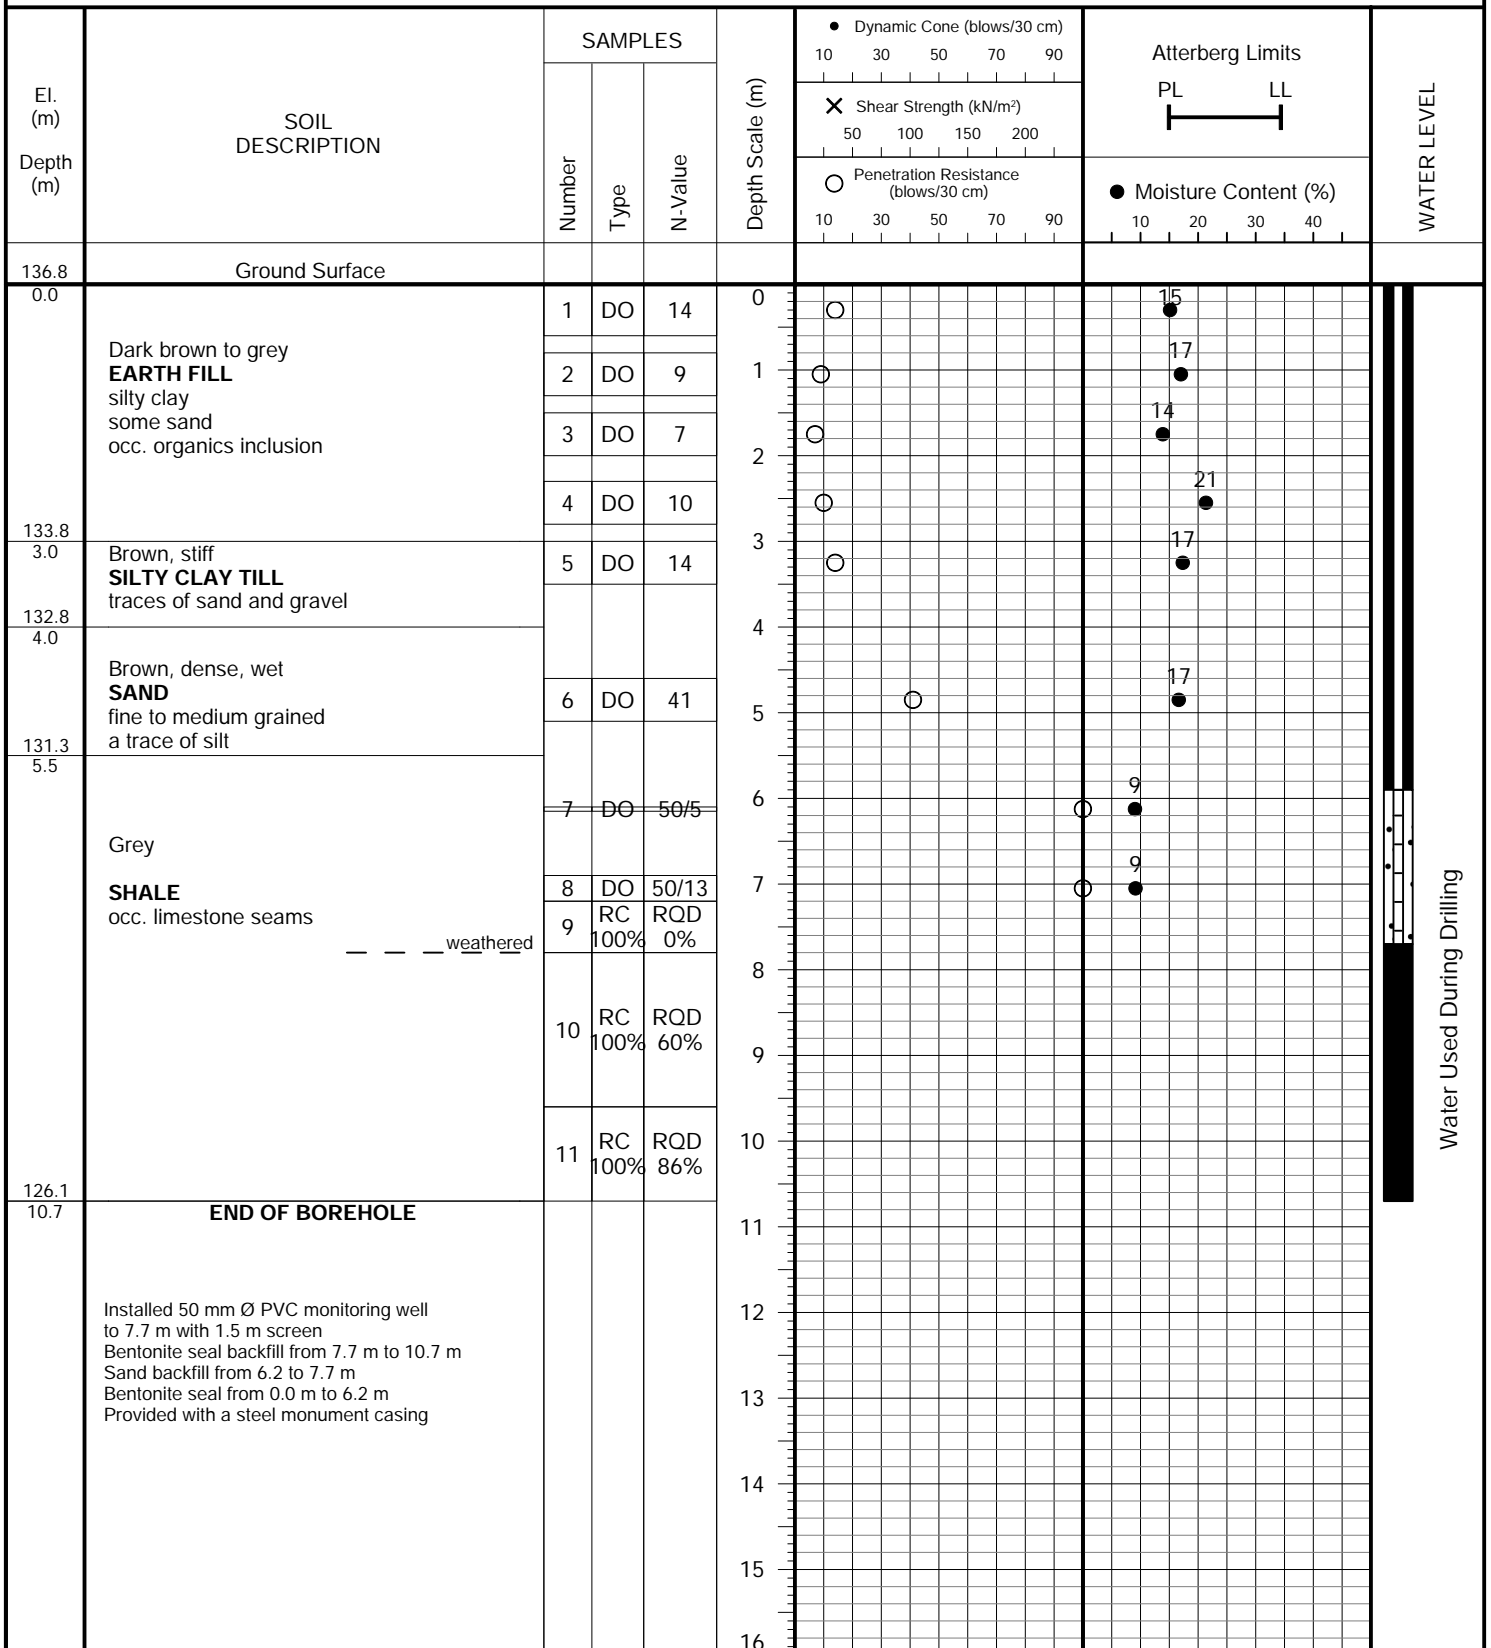 El.
(m)
Depth
(m)
SOIL
DESCRIPTION
SAMPLES
Number
Type
N-Value
Depth Scale (m)
Dynamic Cone (blows/30 cm)
10 30 50 70 90
Shear Strength (kN/m²)
50 100 150 200
Penetration Resistance
(blows/30 cm)
10 30 50 70 90
Atterberg Limits
PL LL
Moisture Content (%)
10 20 30 40
WATER LEVEL
136.8 Ground Surface
0.0
Dark brown to grey
EARTH FILL
silty clay
some sand
occ. organics inclusion
133.8
3.0
Brown, stiff
SILTY CLAY TILL
traces of sand and gravel
132.8
4.0
Brown, dense, wet
SAND
fine to medium grained
a trace of silt
131.3
5.5
Grey
SHALE
occ. limestone seams
weathered
126.1
10.7
END OF BOREHOLE
Installed 50 mm Ø PVC monitoring well
to 7.7 m with 1.5 m screen
Bentonite seal backfill from 7.7 m to 10.7 m
Sand backfill from 6.2 to 7.7 m
Bentonite seal from 0.0 m to 6.2 m
Provided with a steel monument casing
1 DO 14
2 DO 9
3 DO 7
4 DO 10
5 DO 14
6 DO 41
7 DO 50/5
8 DO 50/13
9 RC 100% RQD 0%
10 RC 100% RQD 60%
11 RC 100% RQD 86%
0
1
2
3
4
5
6
7
8
9
10
11
12
13
14
15
16
15
17
14
21
17
17
9
9
Water Used During Drilling